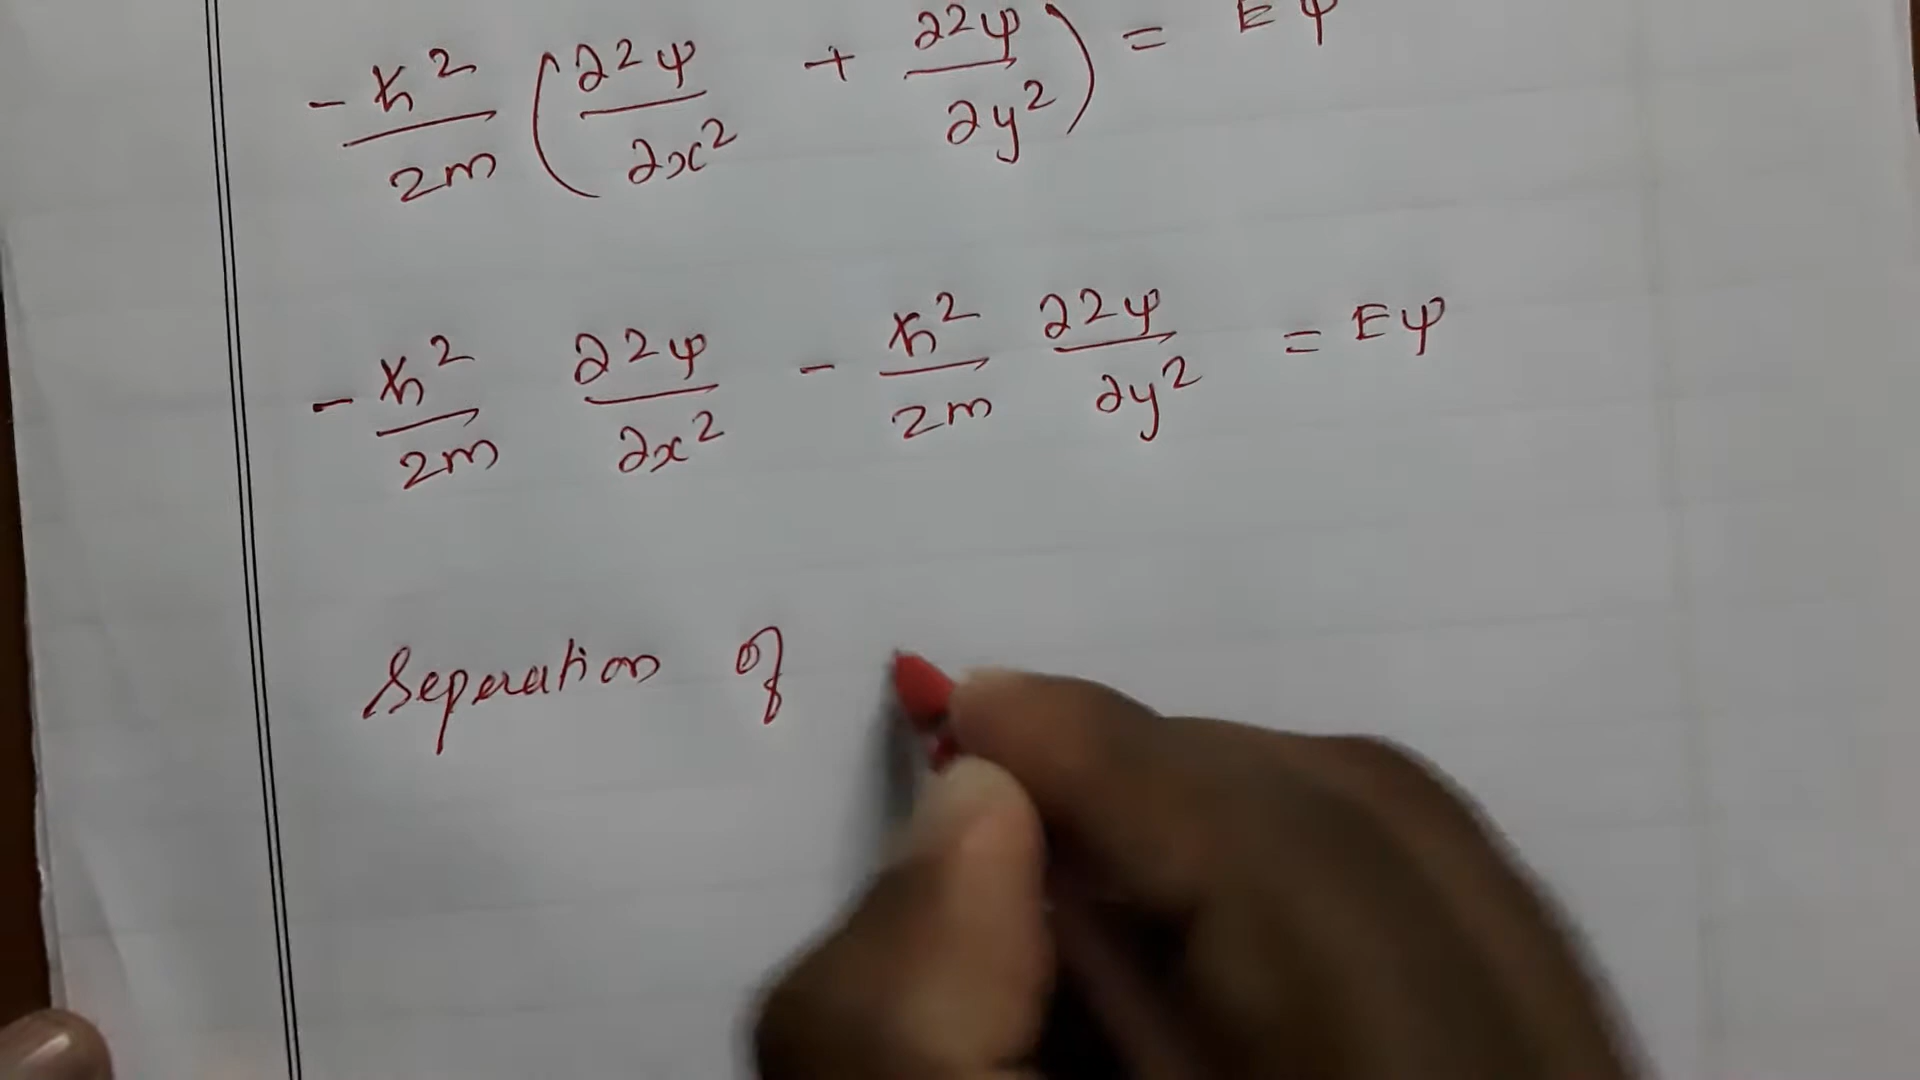 -ħ²/2m (∂²ψ/∂x² + ∂²ψ/∂y²) = Eψ
-ħ²/2m ∂²ψ/∂x² - ħ²/2m ∂²ψ/∂y² = Eψ
Seperation of